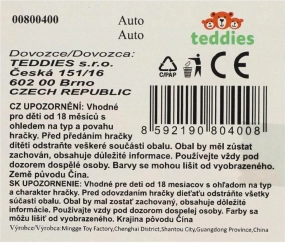 00800400 Auto
Auto
teddies
Dovozce/Dovozca:
TEDDIES s.r.o.
Česká 151/16
602 00 Brno
CZECH REPUBLIC
C/PAP
CE
CZ UPOZORNĚNÍ: Vhodné
pro děti od 18 měsíců s
ohledem na typ a povahu
hračky. Před předáním hračky
8 592190 804008
dítěti odstraňte veškeré součásti obalu. Obal by měl zůstat
zachován, obsahuje důležité informace. Používejte vždy pod
dozorem dospělé osoby. Barvy se mohou lišit od vyobrazeného.
Země původu Čína.
SK UPOZORNENIE: Vhodné pre deti od 18 mesiacov s ohľadom na typ a
charakter hračky. Pred odovzdaním hračky dieťaťu odstráňte všetky
súčasti obalu. Obal by mal zostať zachovaný, obsahuje dôležité
informácie. Používajte vždy pod dozorom dospelej osoby. Farby sa
môžu líšiť od vyobrazeného. Krajina pôvodu Čína
Výrobce/Výrobca: Mingge Toy Factory,Chenghai District,Shantou City,Guangdong Province,China